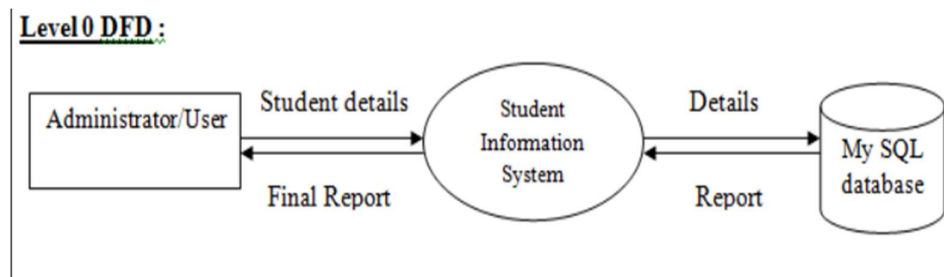 Level 0 DFD :
Administrator/User
Student details
Final Report
Student
Information
System
Details
Report
My SQL
database